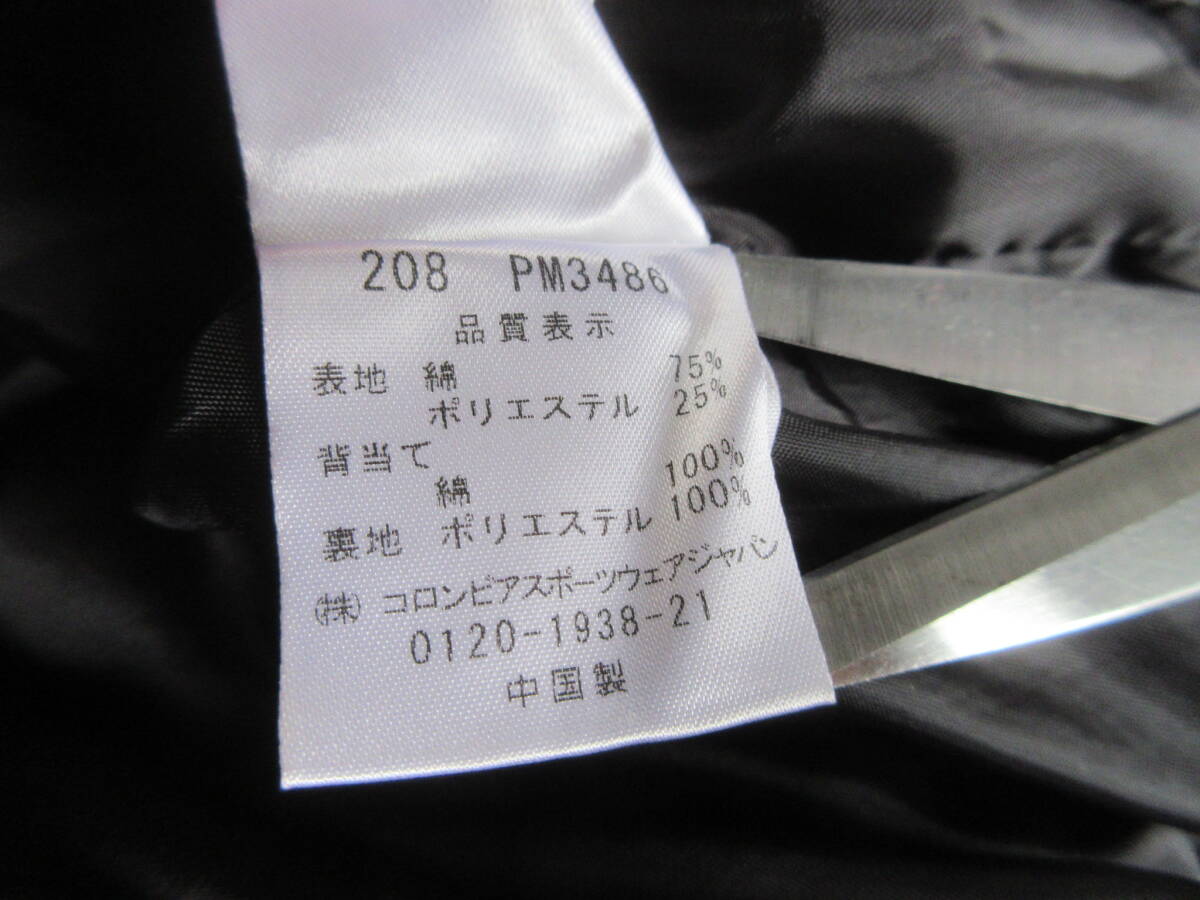 208 PM3486
品質表示
表地 綿 75%
ポリエステル 25%
背当て
綿 100%
裏地 ポリエステル 100%
㈱ コロンビアスポーツウェアジャパン
0120-1938-21
中国製